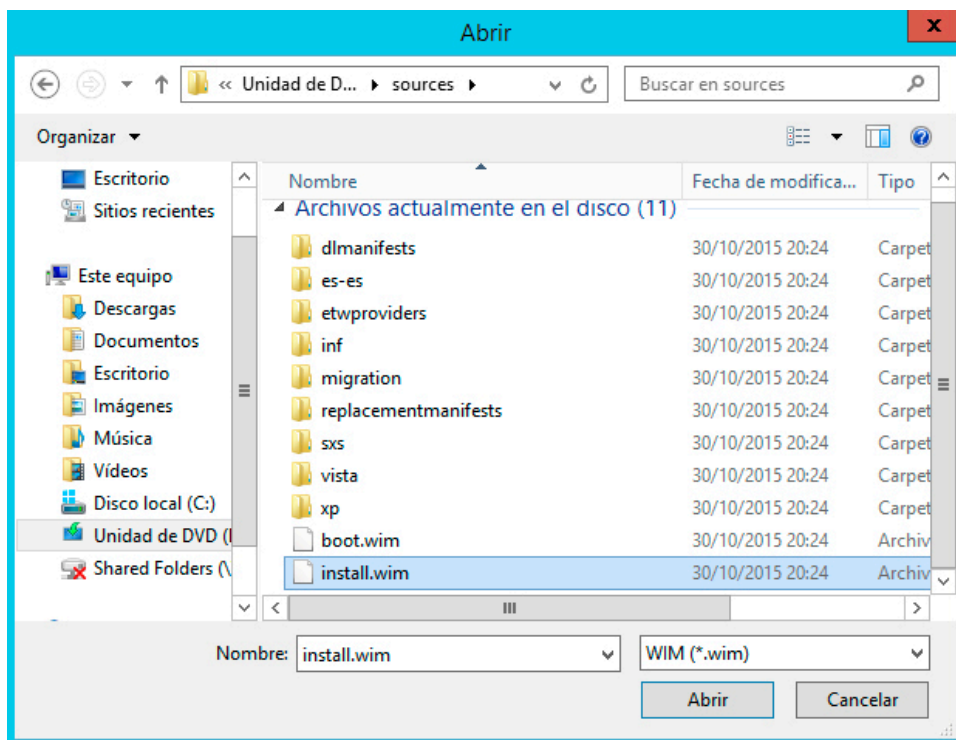 Abrir
x
« Unidad de D... sources
Buscar en sources
Organizar
Escritorio
Sitios recientes
Este equipo
Descargas
Documentos
Escritorio
Imágenes
Música
Vídeos
Disco local (C:)
Unidad de DVD (
Shared Folders (\
Nombre Fecha de modifica... Tipo
Archivos actualmente en el disco (11)
dlmanifests 30/10/2015 20:24 Carpet
es-es 30/10/2015 20:24 Carpet
etwproviders 30/10/2015 20:24 Carpet
inf 30/10/2015 20:24 Carpet
migration 30/10/2015 20:24 Carpet
replacementmanifests 30/10/2015 20:24 Carpet
sxs 30/10/2015 20:24 Carpet
vista 30/10/2015 20:24 Carpet
xp 30/10/2015 20:24 Carpet
boot.wim 30/10/2015 20:24 Archiv
install.wim 30/10/2015 20:24 Archiv
Nombre: install.wim WIM (*.wim)
Abrir Cancelar